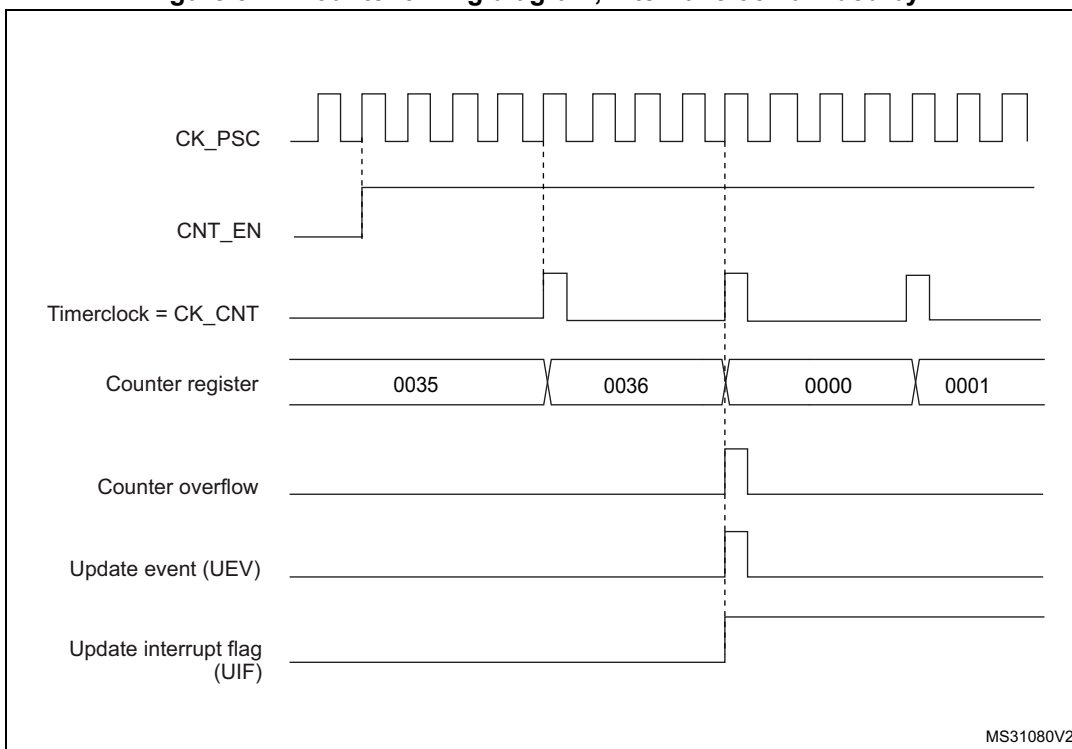 CK_PSC
CNT_EN
Timerclock = CK_CNT
Counter register 0035 0036 0000 0001
Counter overflow
Update event (UEV)
Update interrupt flag
(UIF)
MS31080V2